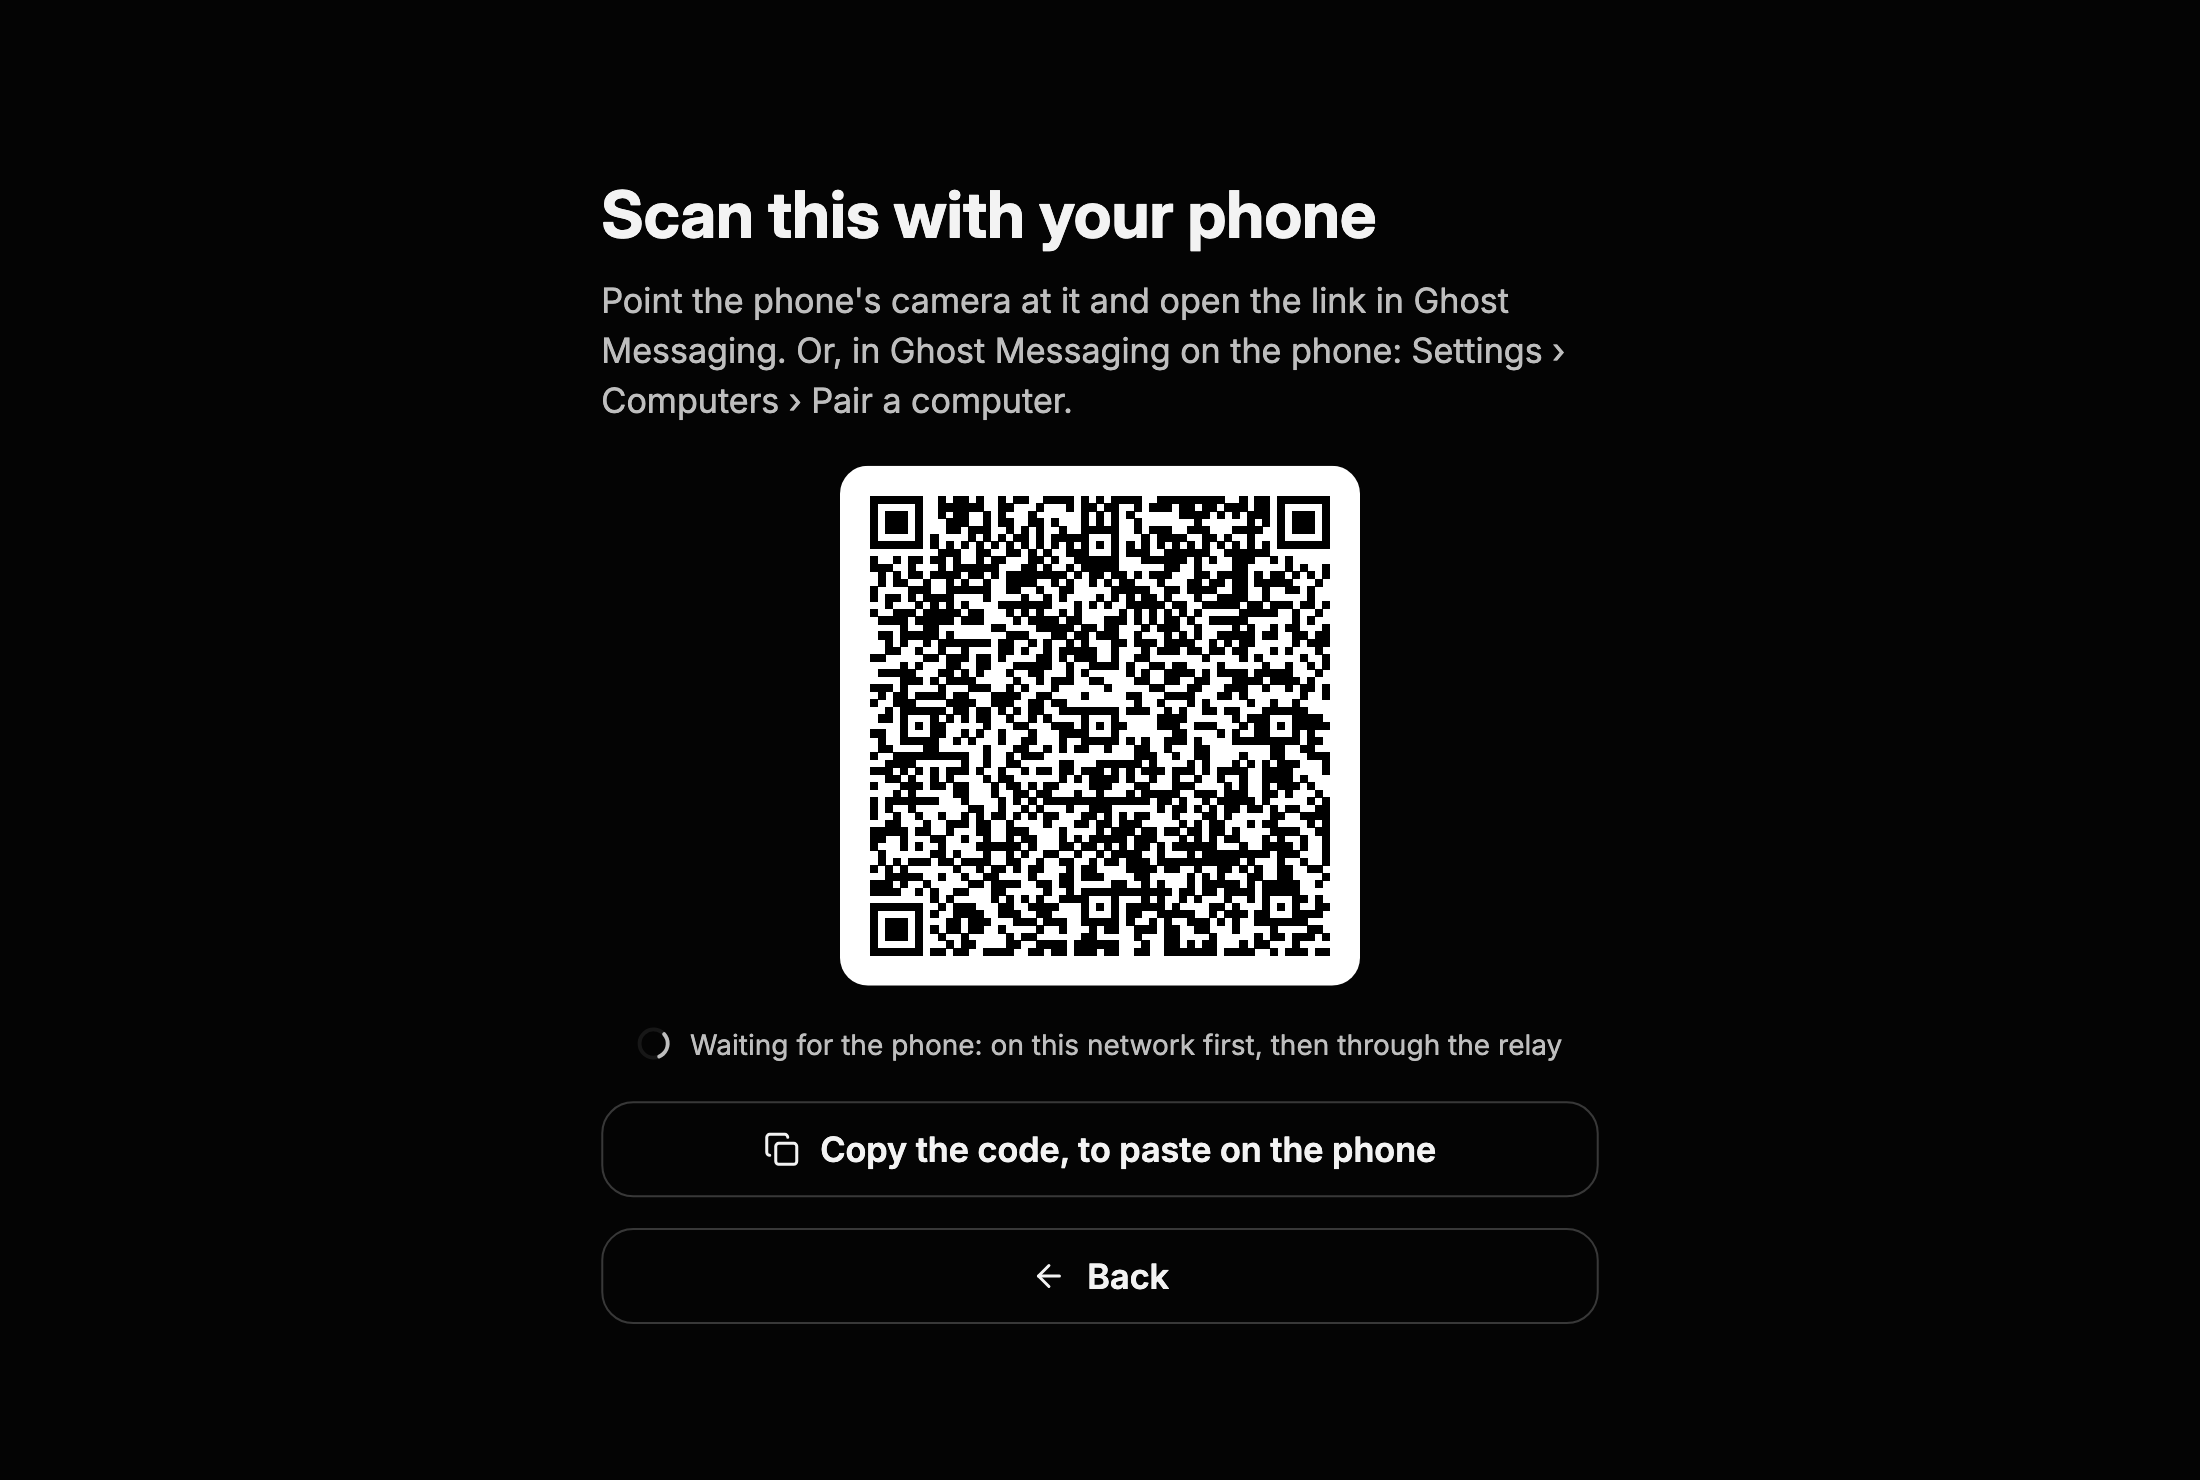 Scan this with your phone
Point the phone's camera at it and open the link in Ghost
Messaging. Or, in Ghost Messaging on the phone: Settings ›
Computers › Pair a computer.
Waiting for the phone: on this network first, then through the relay
Copy the code, to paste on the phone
Back